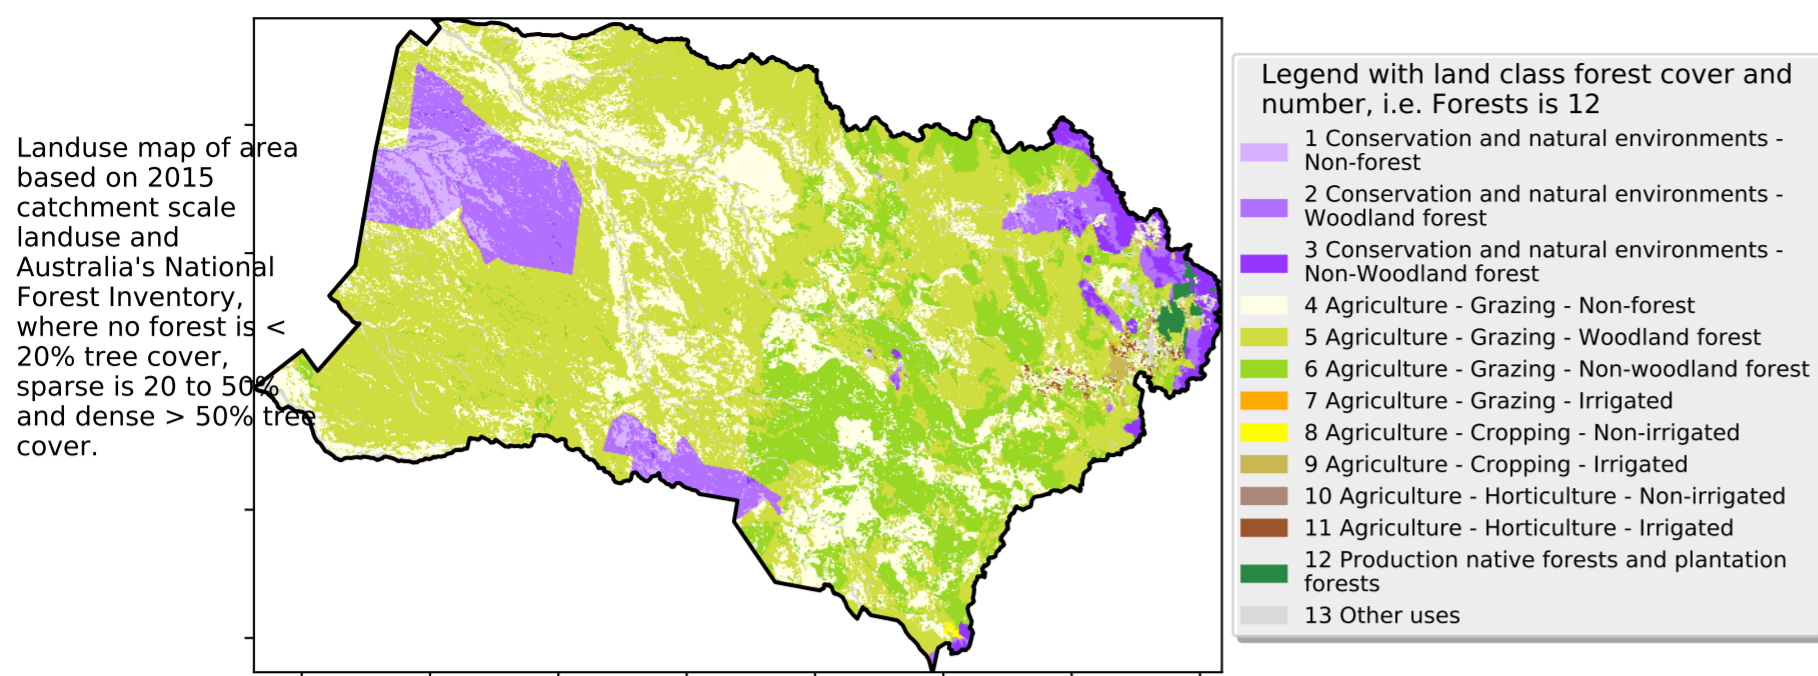 Landuse map of area
based on 2015
catchment scale
landuse and
Australia's National
Forest Inventory,
where no forest is <
20% tree cover,
sparse is 20 to 50%
and dense > 50% tree
cover.
Legend with land class forest cover and
number, i.e. Forests is 12
1 Conservation and natural environments -
Non-forest
2 Conservation and natural environments -
Woodland forest
3 Conservation and natural environments -
Non-Woodland forest
4 Agriculture - Grazing - Non-forest
5 Agriculture - Grazing - Woodland forest
6 Agriculture - Grazing - Non-woodland forest
7 Agriculture - Grazing - Irrigated
8 Agriculture - Cropping - Non-irrigated
9 Agriculture - Cropping - Irrigated
10 Agriculture - Horticulture - Non-irrigated
11 Agriculture - Horticulture - Irrigated
12 Production native forests and plantation
forests
13 Other uses